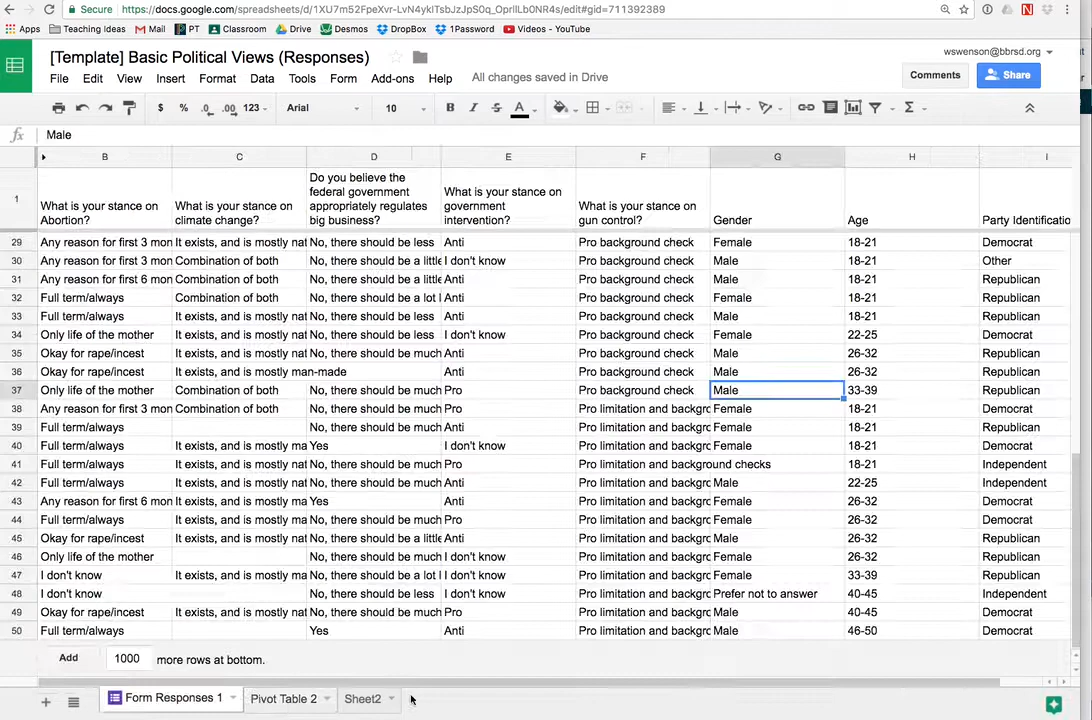 Secure https://docs.google.com/spreadsheets/d/1XU7m52FpeXvr-LvN4yklTsbJzJpS0q_OprlILb0NR4s/edit#gid=711392389
Apps Teaching Ideas Mail PT Classroom Drive Desmos DropBox 1Password Videos - YouTube
[Template] Basic Political Views (Responses)
wswenson@bbrsd.org
File Edit View Insert Format Data Tools Form Add-ons Help All changes saved in Drive
Comments Share
$ % .0 .00 123 Arial 10 B I S A
fx Male
B C D E F G H I
1 What is your stance on Abortion? What is your stance on climate change? Do you believe the federal government appropriately regulates big business? What is your stance on government intervention? What is your stance on gun control? Gender Age Party Identificatio
29 Any reason for first 3 mon It exists, and is mostly nat No, there should be less Anti Pro background check Female 18-21 Democrat
30 Any reason for first 3 mon Combination of both No, there should be a little I don't know Pro background check Male 18-21 Other
31 Any reason for first 6 mon Combination of both No, there should be a little Anti Pro background check Male 18-21 Republican
32 Full term/always Combination of both No, there should be a lot l Anti Pro background check Female 18-21 Republican
33 Full term/always It exists, and is mostly nat No, there should be less Anti Pro background check Male 18-21 Republican
34 Only life of the mother It exists, and is mostly nat No, there should be less I don't know Pro background check Female 22-25 Democrat
35 Okay for rape/incest It exists, and is mostly nat No, there should be much Anti Pro background check Male 26-32 Republican
36 Okay for rape/incest It exists, and is mostly man-made Anti Pro background check Male 26-32 Republican
37 Only life of the mother Combination of both No, there should be much Pro Pro background check Male 33-39 Republican
38 Any reason for first 3 mon Combination of both No, there should be much Pro Pro limitation and backgro Female 18-21 Democrat
39 Full term/always No, there should be much Anti Pro limitation and backgro Female 18-21 Republican
40 Full term/always It exists, and is mostly ma Yes I don't know Pro limitation and backgro Female 18-21 Democrat
41 Full term/always It exists, and is mostly nat No, there should be much Pro Pro limitation and background checks 18-21 Independent
42 Full term/always It exists, and is mostly nat No, there should be much Anti Pro limitation and backgro Male 22-25 Independent
43 Any reason for first 6 mon It exists, and is mostly ma Yes Anti Pro limitation and backgro Female 26-32 Democrat
44 Full term/always It exists, and is mostly ma No, there should be much Pro Pro limitation and backgro Female 26-32 Democrat
45 Okay for rape/incest It exists, and is mostly ma No, there should be a little Anti Pro limitation and backgro Male 26-32 Democrat
46 Only life of the mother No, there should be much I don't know Pro limitation and backgro Female 26-32 Democrat
47 I don't know It exists, and is mostly ma No, there should be a lot l I don't know Pro limitation and backgro Female 33-39 Republican
48 I don't know No, there should be less I don't know Pro limitation and backgro Prefer not to answer 40-45 Independent
49 Okay for rape/incest It exists, and is mostly nat No, there should be much Pro Pro limitation and backgro Male 40-45 Democrat
50 Full term/always Yes Anti Pro limitation and backgro Male 46-50 Democrat
Add 1000 more rows at bottom.
Form Responses 1 Pivot Table 2 Sheet2